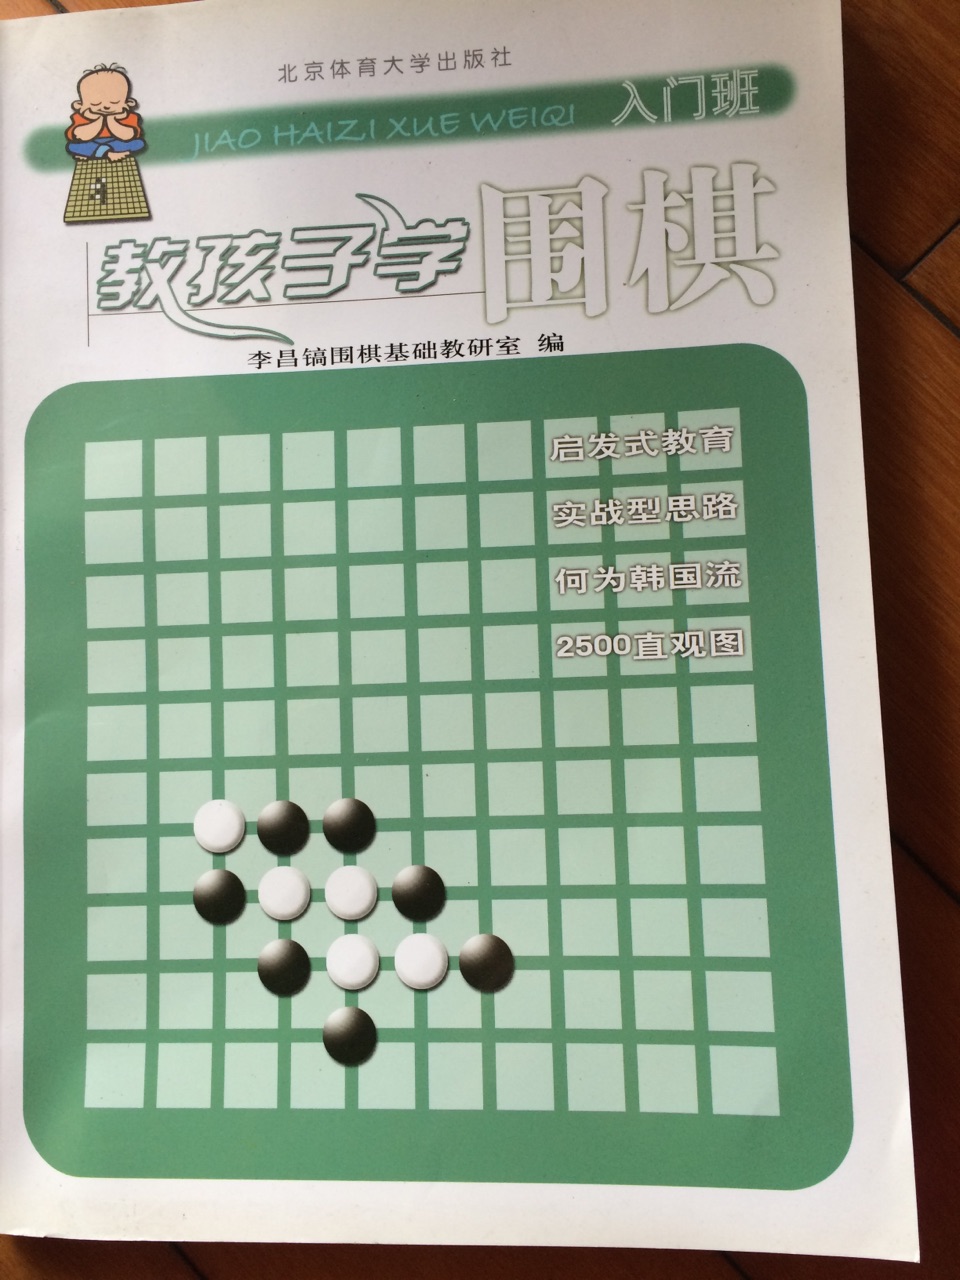 北京体育大学出版社
入门班
JIAO HAIZI XUE WEIQI
教孩子学围棋
李昌镐围棋基础教研室 编
启发式教育
实战型思路
何为韩国流
2500直观图